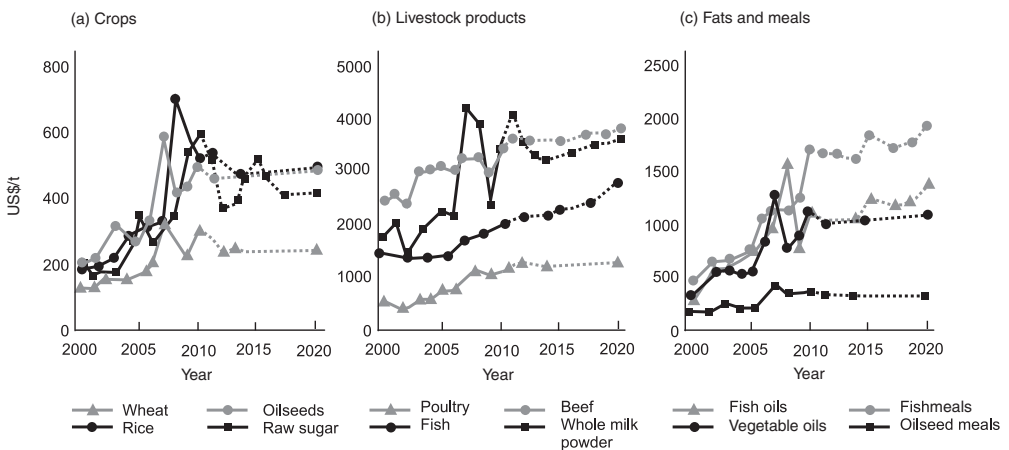 (a) Crops
(b) Livestock products
(c) Fats and meals
US$/t
800
600
400
200
0
2000 2005 2010 2015 2020
Year
5000
4000
3000
2000
1000
0
2000 2005 2010 2015 2020
Year
2500
2000
1500
1000
500
0
2000 2005 2010 2015 2020
Year
Wheat
Oilseeds
Rice
Raw sugar
Poultry
Beef
Fish
Whole milk
powder
Fish oils
Fishmeals
Vegetable oils
Oilseed meals